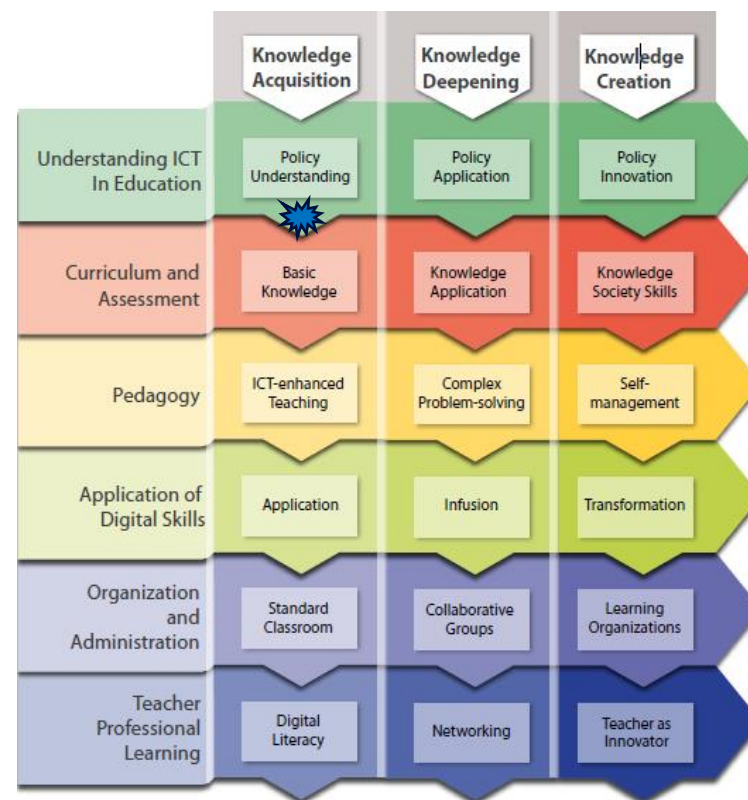 Knowledge
Acquisition
Knowledge
Deepening
Knowledge
Creation
Understanding ICT
In Education
Policy
Understanding
Policy
Application
Policy
Innovation
Curriculum and
Assessment
Basic
Knowledge
Knowledge
Application
Knowledge
Society Skills
Pedagogy
ICT-enhanced
Teaching
Complex
Problem-solving
Self-
management
Application of
Digital Skills
Application
Infusion
Transformation
Organization
and
Administration
Standard
Classroom
Collaborative
Groups
Learning
Organizations
Teacher
Professional
Learning
Digital
Literacy
Networking
Teacher as
Innovator